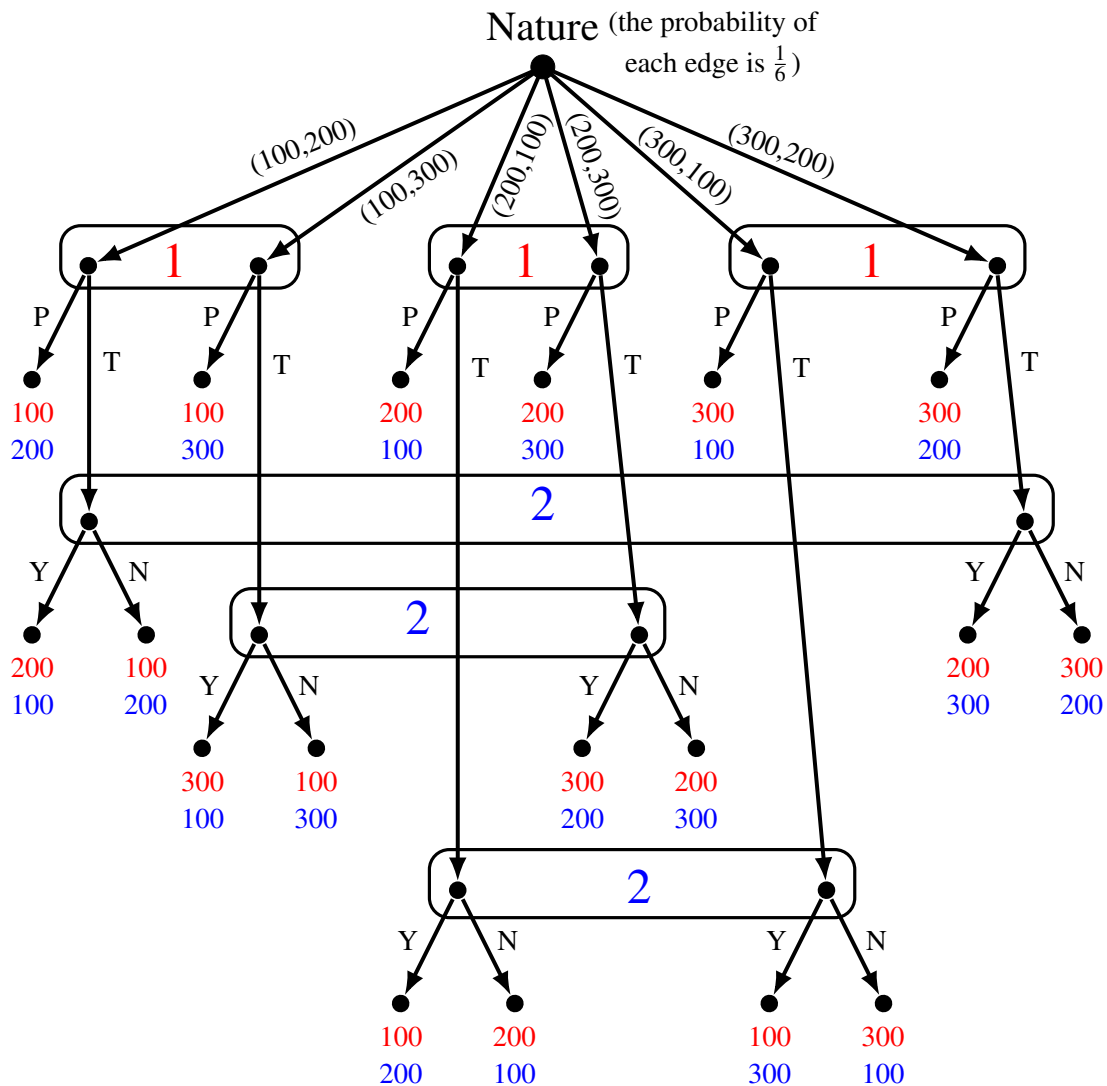 Nature (the probability of
each edge is 1/6)
(100,200)
(100,300)
(200,100)
(200,300)
(300,100)
(300,200)
1 1 1
P P P P P P
T T T T T T
100 100 200 200 300 300
200 300 100 300 100 200
2
Y N Y N
200 100 200 300
100 200 300 200
2
Y N Y N
300 100 300 200
100 300 200 300
2
Y N Y N
100 200 100 300
200 100 300 100